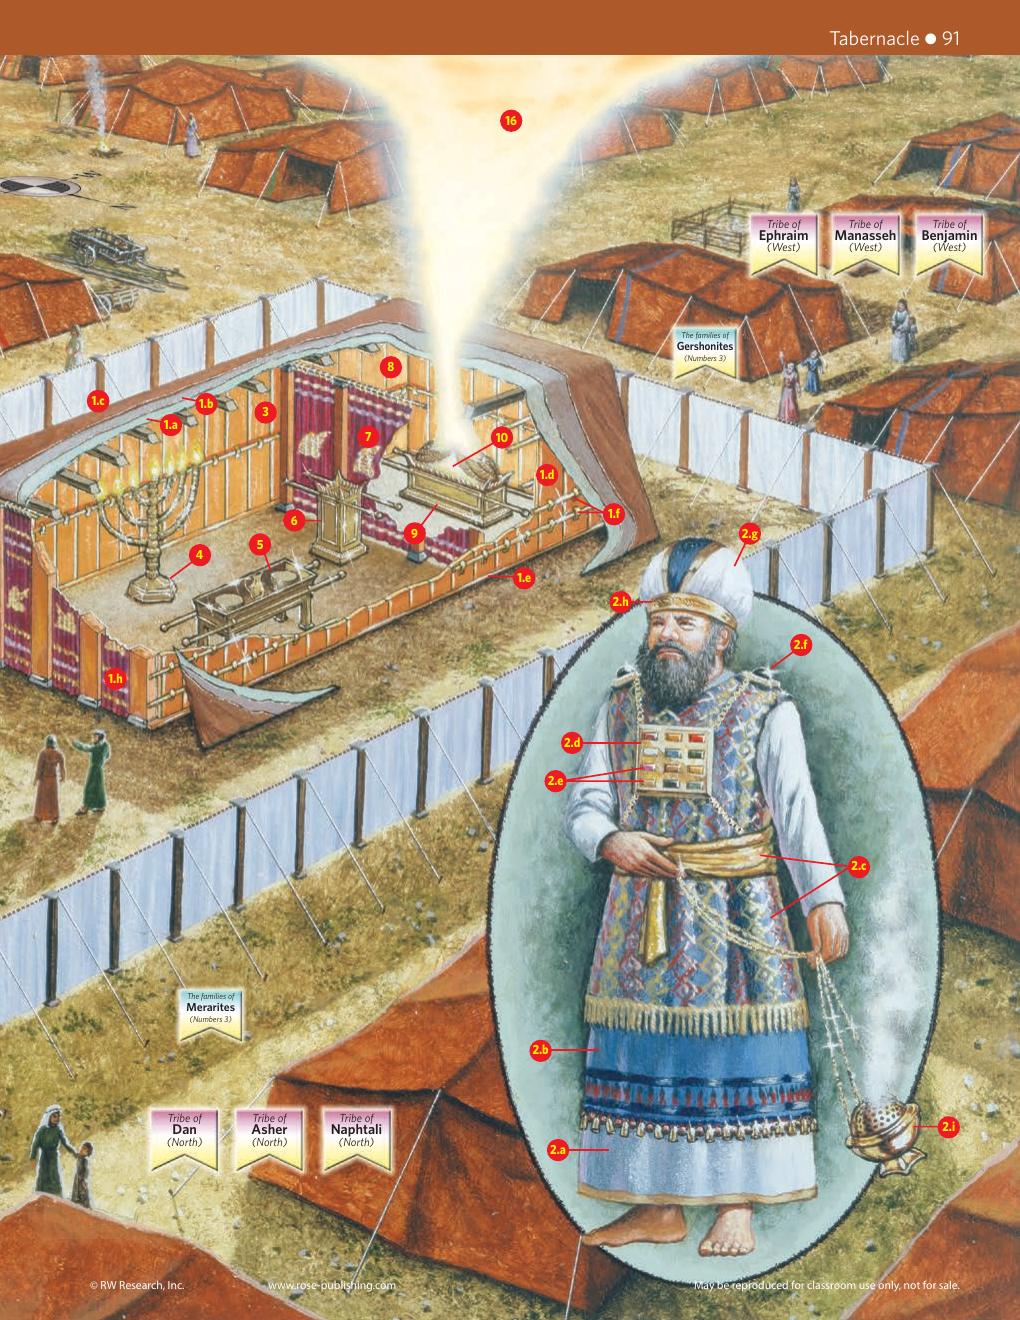 Tabernacle ● 91
16
Tribe of
Ephraim
(West)
Tribe of
Manasseh
(West)
Tribe of
Benjamin
(West)
The families of
Gershonites
(Numbers 3)
8
1.c
1.b
3
1.a
7
10
1.d
1.f
6
9
5
4
1.e
2.g
2.h
2.f
1.h
2.d
2.e
2.c
The families of
Merarites
(Numbers 3)
2.b
Tribe of
Dan
(North)
Tribe of
Asher
(North)
Tribe of
Naphtali
(North)
2.i
2.a
© RW Research, Inc.
www.rose-publishing.com
May be reproduced for classroom use only, not for sale.